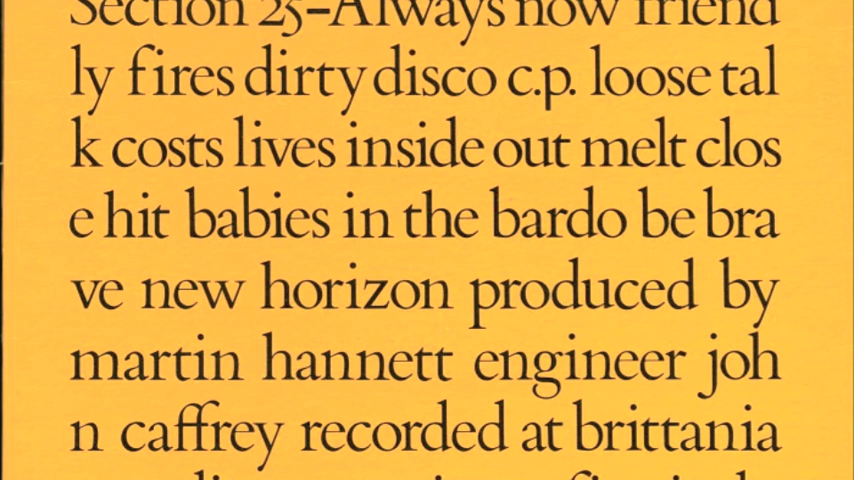 Section 25–Always now friend
ly fires dirty disco c.p. loose tal
k costs lives inside out melt clos
e hit babies in the bardo be bra
ve new horizon produced by
martin hannett engineer joh
n caffrey recorded at brittania